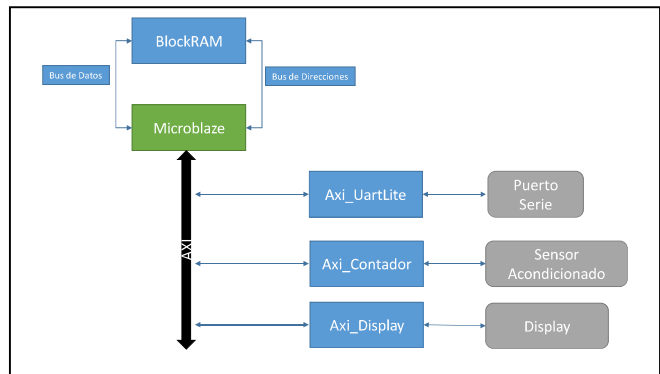 BlockRAM
Bus de Datos
Bus de Direcciones
Microblaze
AXI
Axi_UartLite
Puerto
Serie
Axi_Contador
Sensor
Acondicionado
Axi_Display
Display